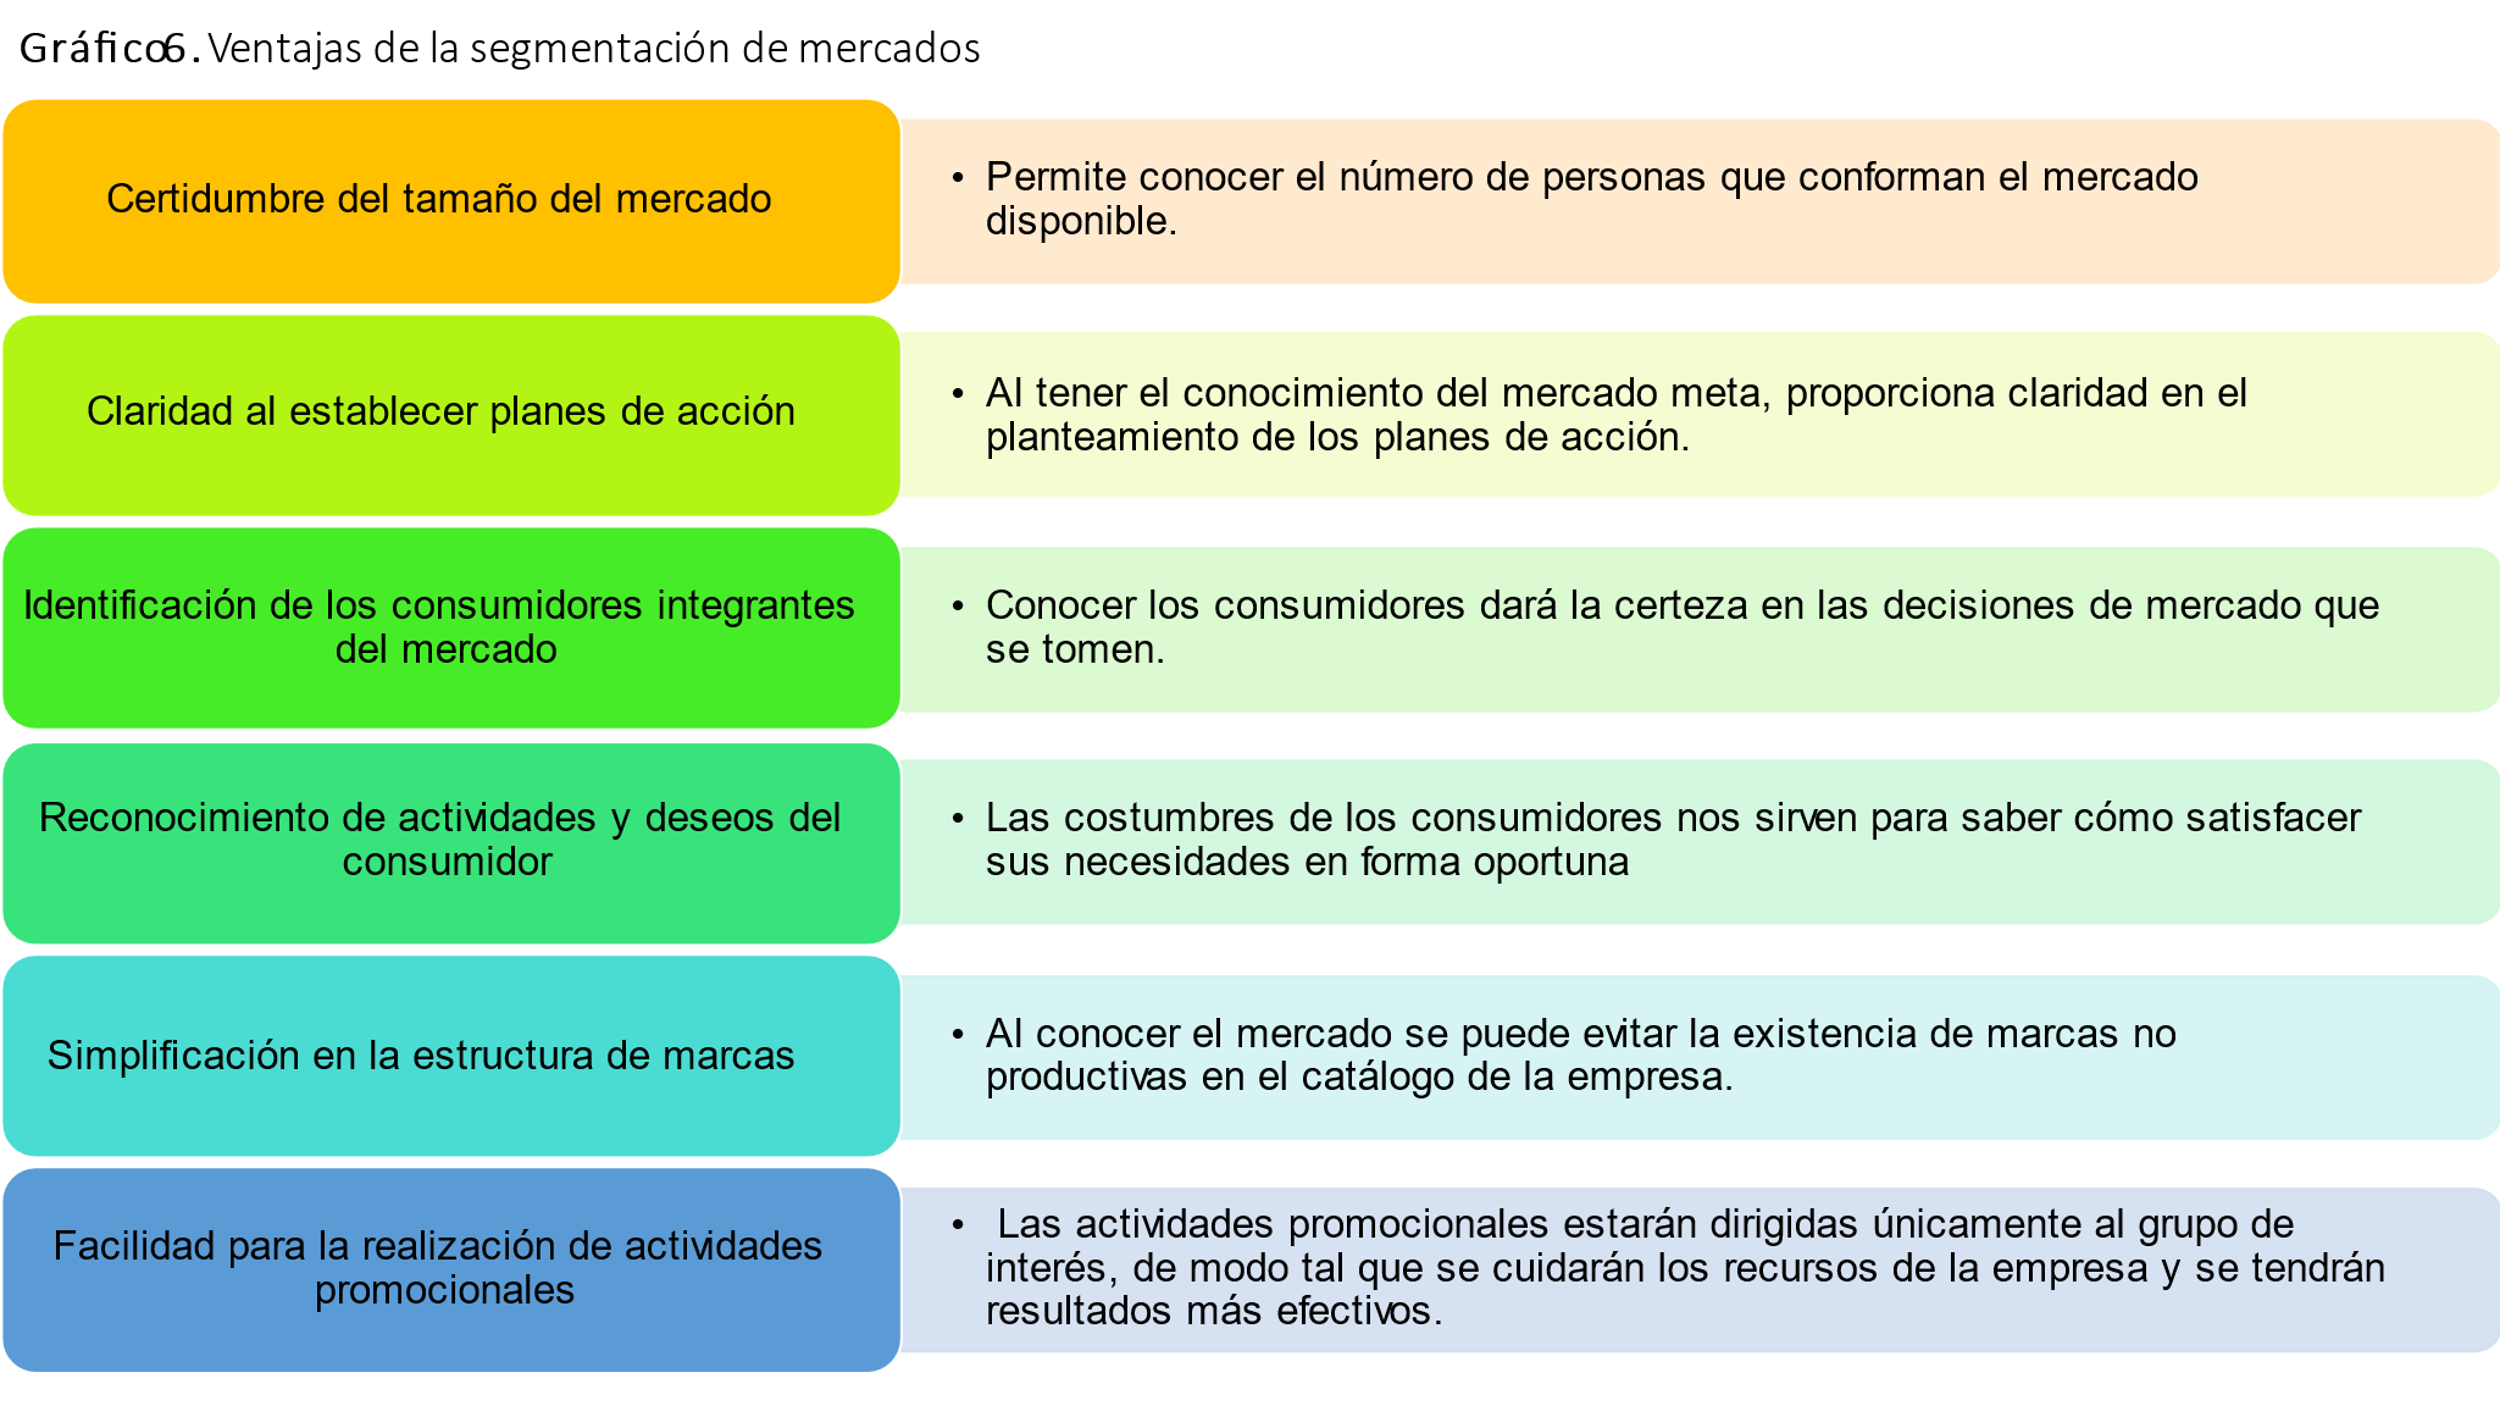 Gráfico6. Ventajas de la segmentación de mercados
Certidumbre del tamaño del mercado
• Permite conocer el número de personas que conforman el mercado
disponible.
Claridad al establecer planes de acción
• Al tener el conocimiento del mercado meta, proporciona claridad en el
planteamiento de los planes de acción.
Identificación de los consumidores integrantes
del mercado
• Conocer los consumidores dará la certeza en las decisiones de mercado que
se tomen.
Reconocimiento de actividades y deseos del
consumidor
• Las costumbres de los consumidores nos sirven para saber cómo satisfacer
sus necesidades en forma oportuna
Simplificación en la estructura de marcas
• Al conocer el mercado se puede evitar la existencia de marcas no
productivas en el catálogo de la empresa.
Facilidad para la realización de actividades
promocionales
• Las actividades promocionales estarán dirigidas únicamente al grupo de
interés, de modo tal que se cuidarán los recursos de la empresa y se tendrán
resultados más efectivos.